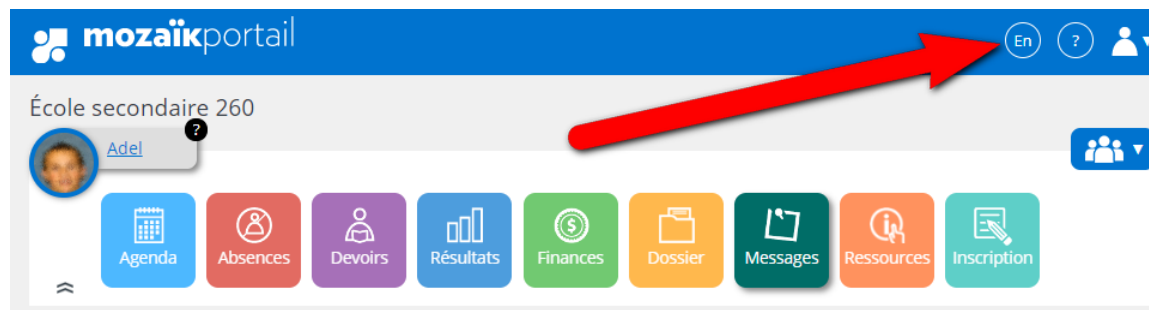 mozaïkportail
En ?
École secondaire 260
?
Adel
Agenda Absences Devoirs Résultats Finances Dossier Messages Ressources Inscription